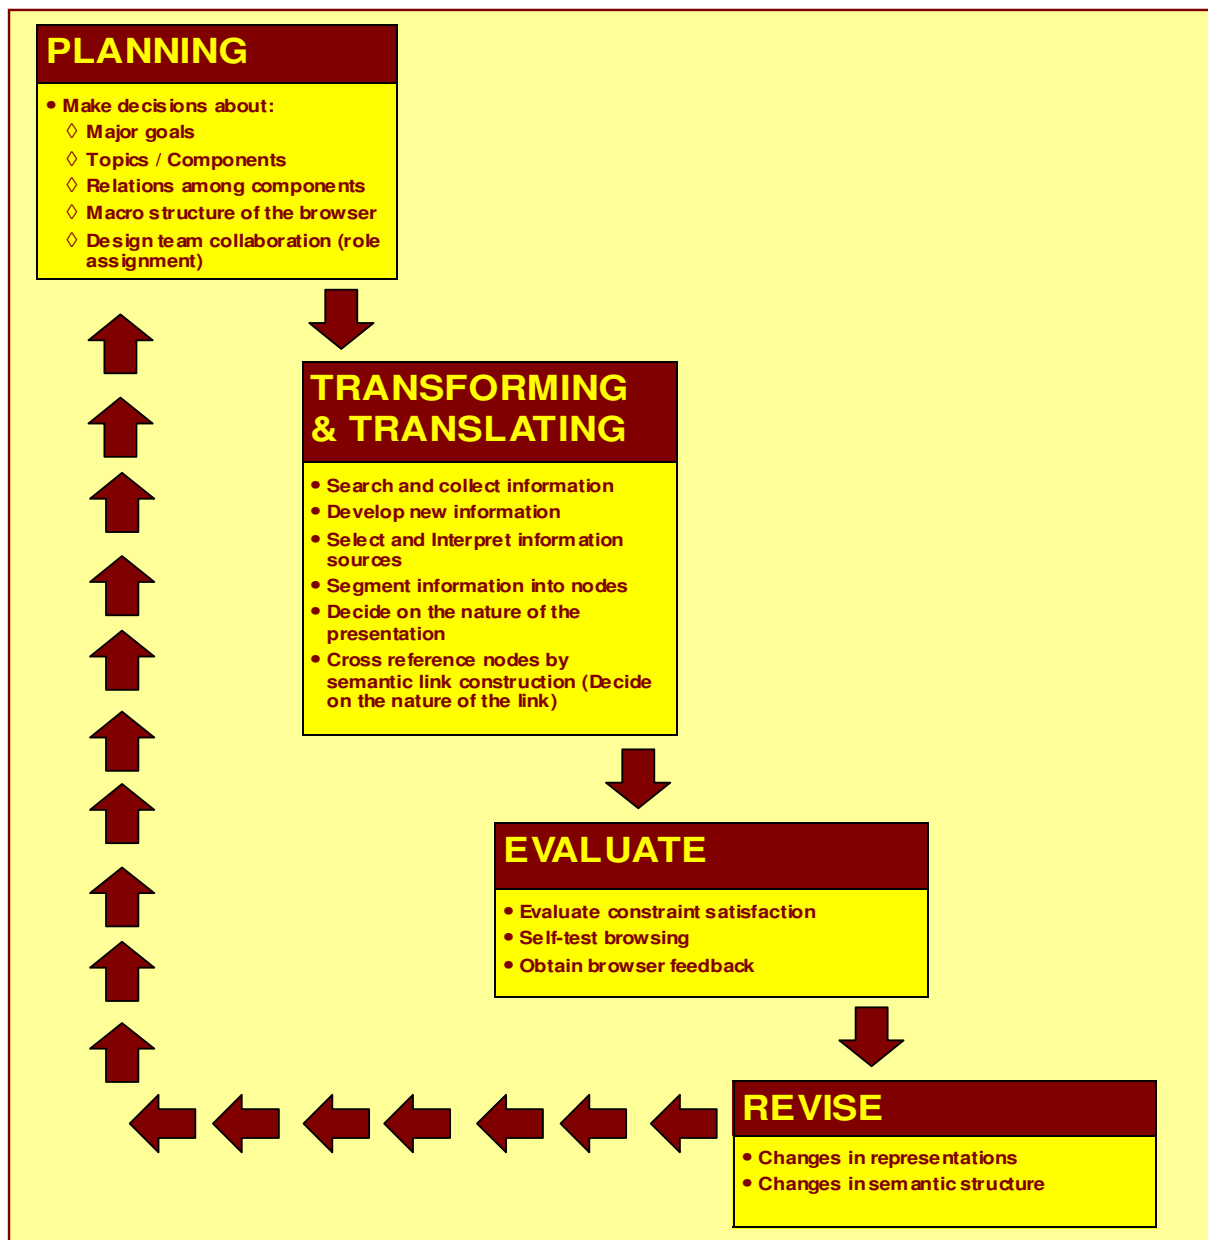 PLANNING
• Make decisions about:
◊ Major goals
◊ Topics / Components
◊ Relations among components
◊ Macro structure of the browser
◊ Design team collaboration (role
assignment)
TRANSFORMING
& TRANSLATING
• Search and collect information
• Develop new information
• Select and Interpret information
sources
• Segment information into nodes
• Decide on the nature of the
presentation
• Cross reference nodes by
semantic link construction (Decide
on the nature of the link)
EVALUATE
• Evaluate constraint satisfaction
• Self-test browsing
• Obtain browser feedback
REVISE
• Changes in representations
• Changes in semantic structure